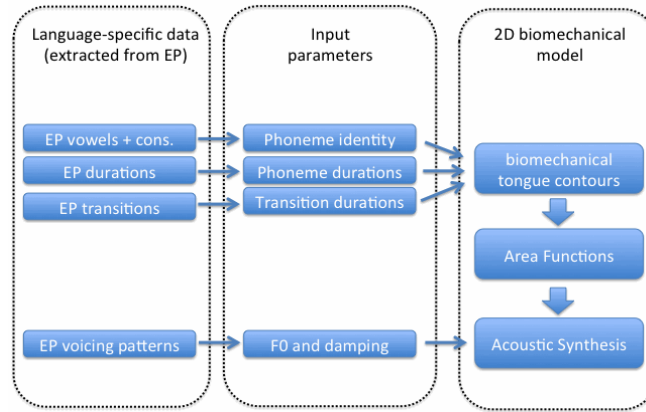 Language-specific data
(extracted from EP)
Input
parameters
2D biomechanical
model
EP vowels + cons.
Phoneme identity
EP durations
Phoneme durations
EP transitions
Transition durations
biomechanical
tongue contours
Area Functions
EP voicing patterns
F0 and damping
Acoustic Synthesis